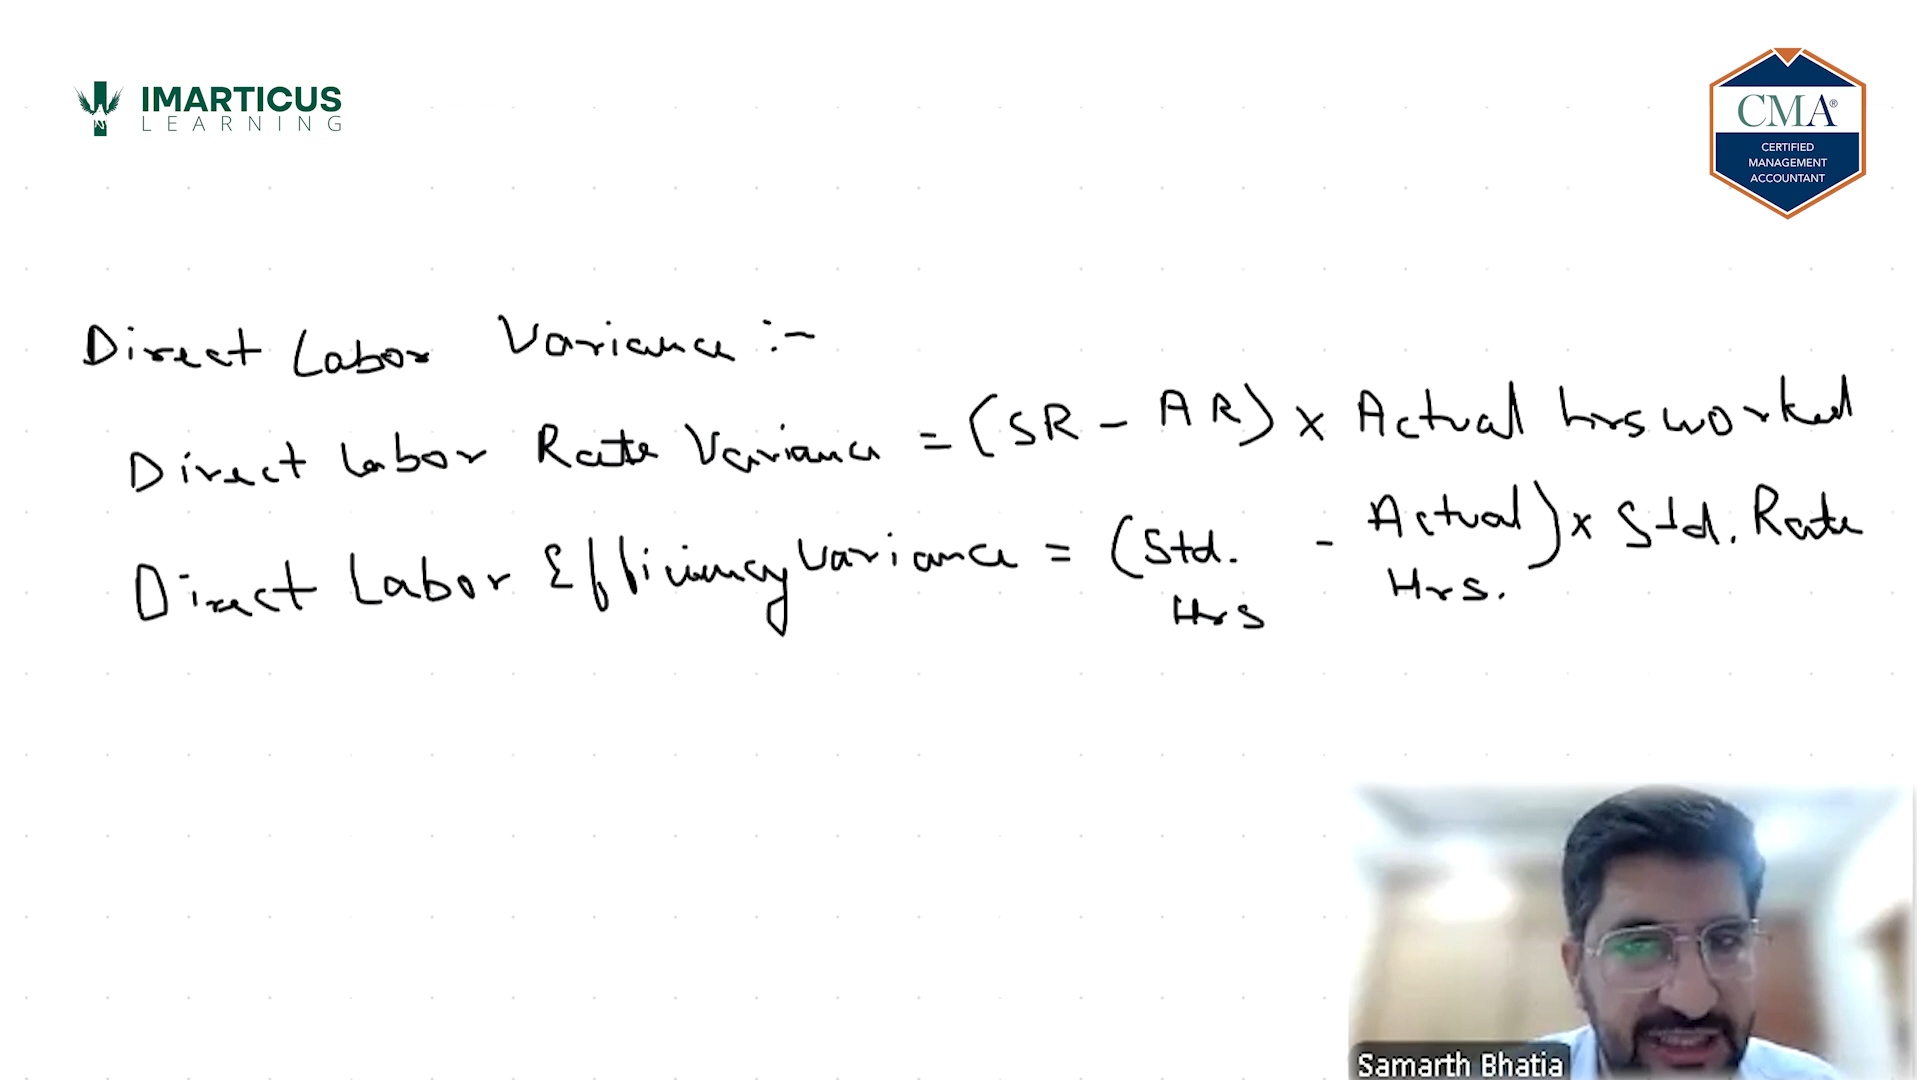 IMARTICUS
LEARNING
CMA®
CERTIFIED
MANAGEMENT
ACCOUNTANT
Direct Labor Variance :-
Direct Labor Rate Variance = (SR - AR) x Actual hrs worked
Direct Labor Efficiency Variance = (Std. Hrs - Actual Hrs.) x Std. Rate
Samarth Bhatia